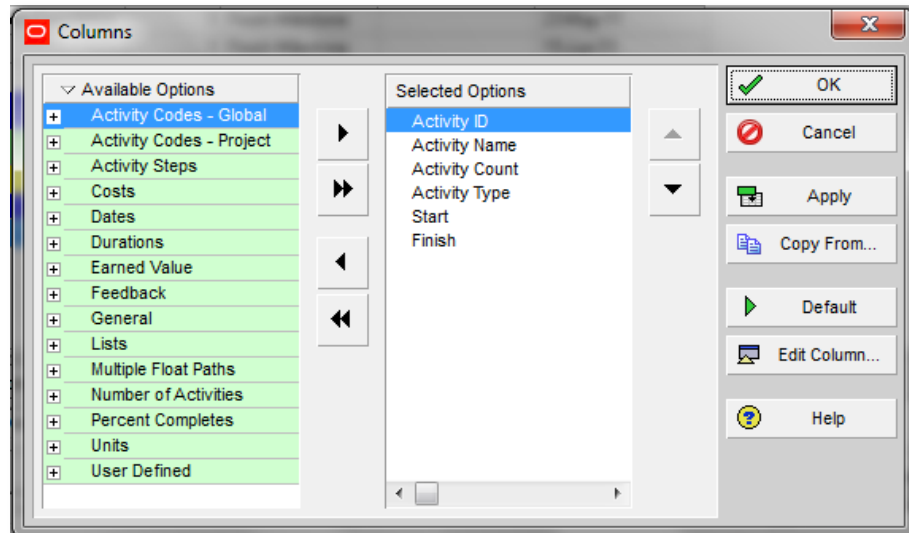 Columns
Available Options
Activity Codes - Global
Activity Codes - Project
Activity Steps
Costs
Dates
Durations
Earned Value
Feedback
General
Lists
Multiple Float Paths
Number of Activities
Percent Completes
Units
User Defined
Selected Options
Activity ID
Activity Name
Activity Count
Activity Type
Start
Finish
OK
Cancel
Apply
Copy From...
Default
Edit Column...
Help